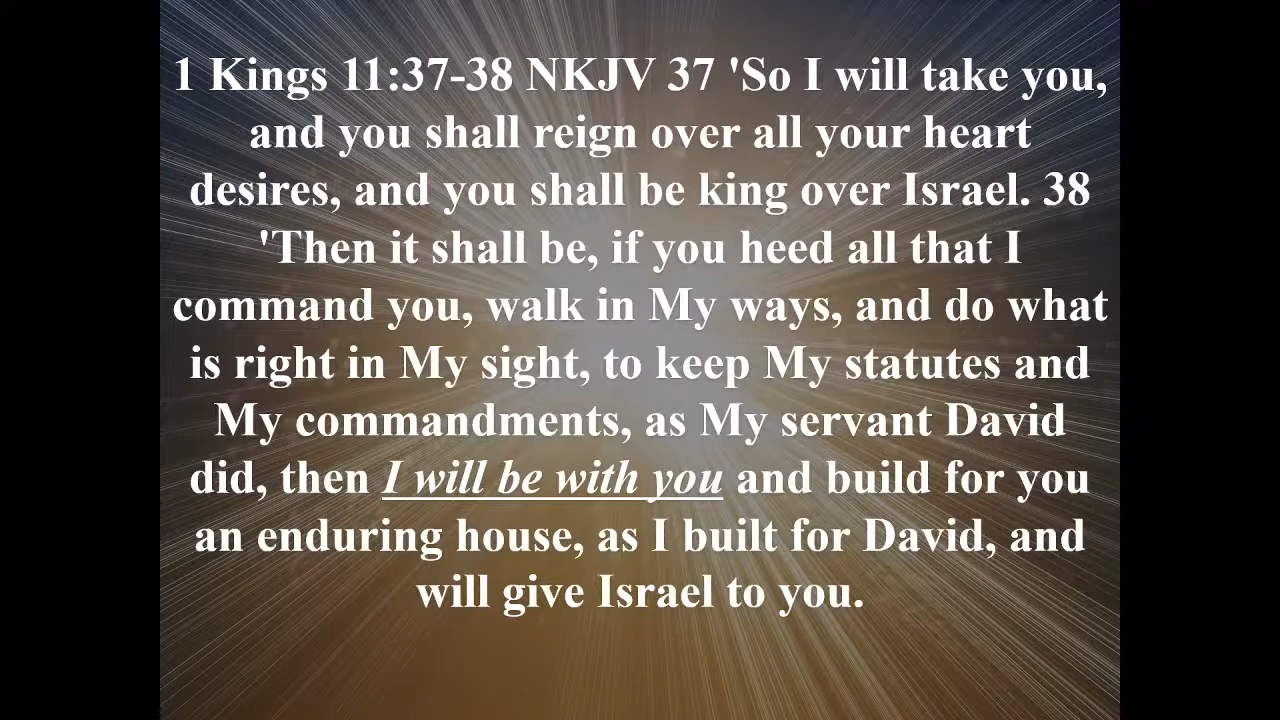 1 Kings 11:37-38 NKJV 37 'So I will take you,
and you shall reign over all your heart
desires, and you shall be king over Israel. 38
'Then it shall be, if you heed all that I
command you, walk in My ways, and do what
is right in My sight, to keep My statutes and
My commandments, as My servant David
did, then I will be with you and build for you
an enduring house, as I built for David, and
will give Israel to you.